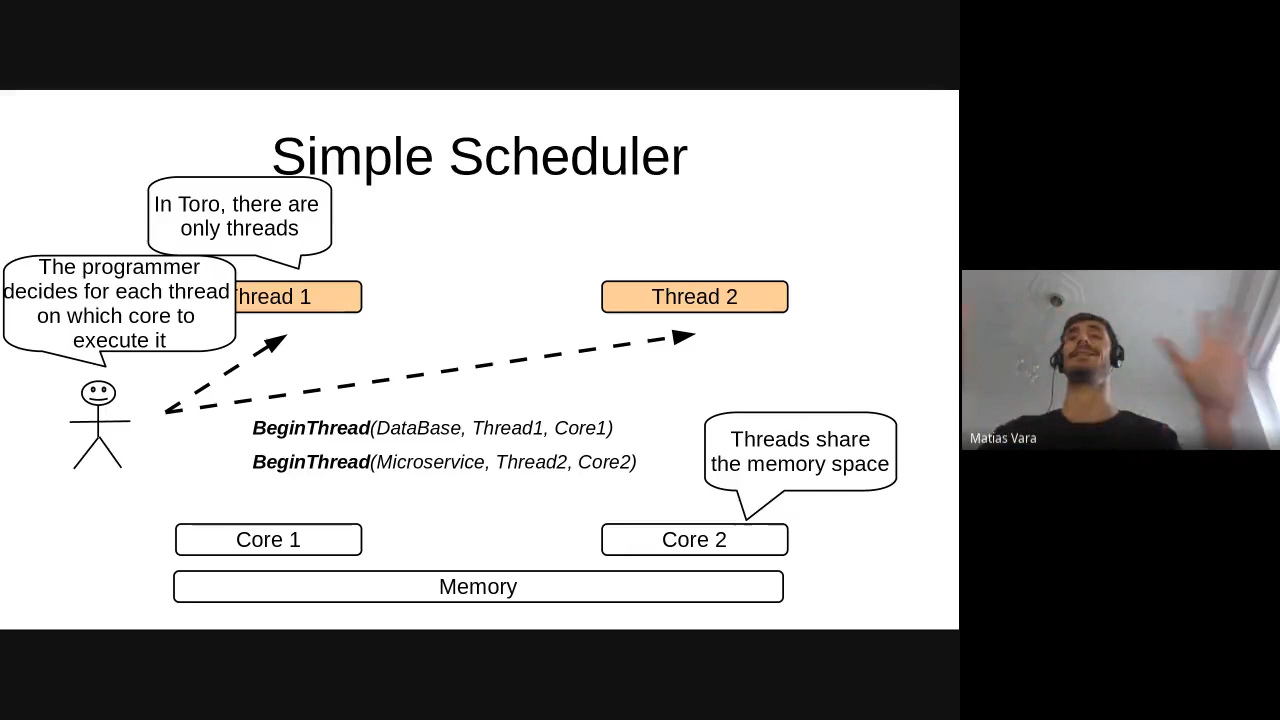 Simple Scheduler
In Toro, there are
only threads
The programmer
decides for each thread
on which core to
execute it
hread 1
Thread 2
BeginThread(DataBase, Thread1, Core1)
BeginThread(Microservice, Thread2, Core2)
Threads share
the memory space
Core 1
Core 2
Memory
Matias Vara